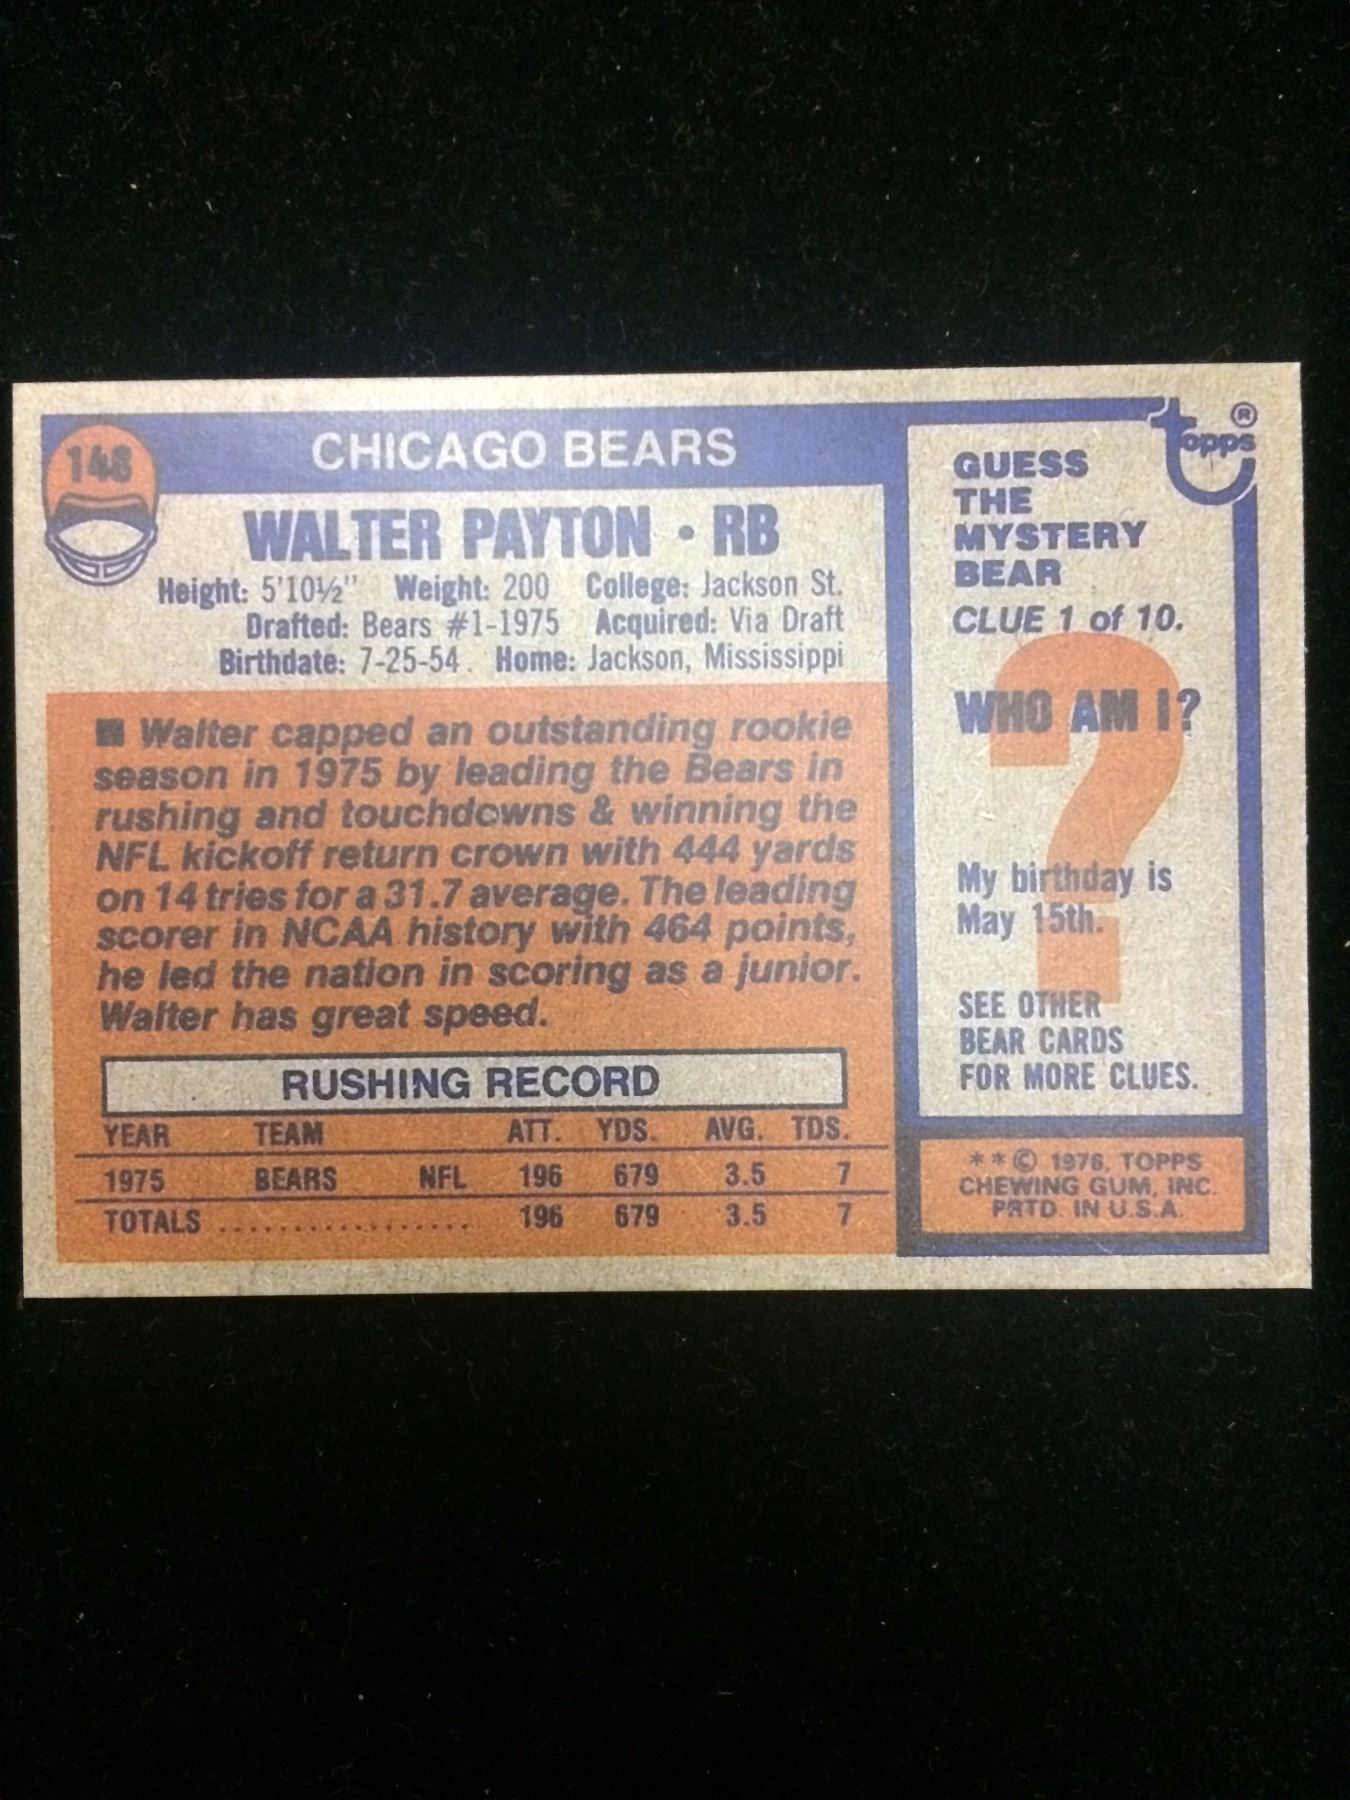 148
CHICAGO BEARS
WALTER PAYTON • RB
Height: 5'10½" Weight: 200 College: Jackson St.
Drafted: Bears #1-1975 Acquired: Via Draft
Birthdate: 7-25-54 Home: Jackson, Mississippi
■ Walter capped an outstanding rookie
season in 1975 by leading the Bears in
rushing and touchdowns & winning the
NFL kickoff return crown with 444 yards
on 14 tries for a 31.7 average. The leading
scorer in NCAA history with 464 points,
he led the nation in scoring as a junior.
Walter has great speed.
RUSHING RECORD
YEAR TEAM ATT. YDS. AVG. TDS.
1975 BEARS NFL 196 679 3.5 7
TOTALS .................. 196 679 3.5 7
topps®
GUESS
THE
MYSTERY
BEAR
CLUE 1 of 10.
WHO AM I?
?
My birthday is
May 15th.
SEE OTHER
BEAR CARDS
FOR MORE CLUES.
**© 1976, TOPPS
CHEWING GUM, INC.
PRTD. IN U.S.A.